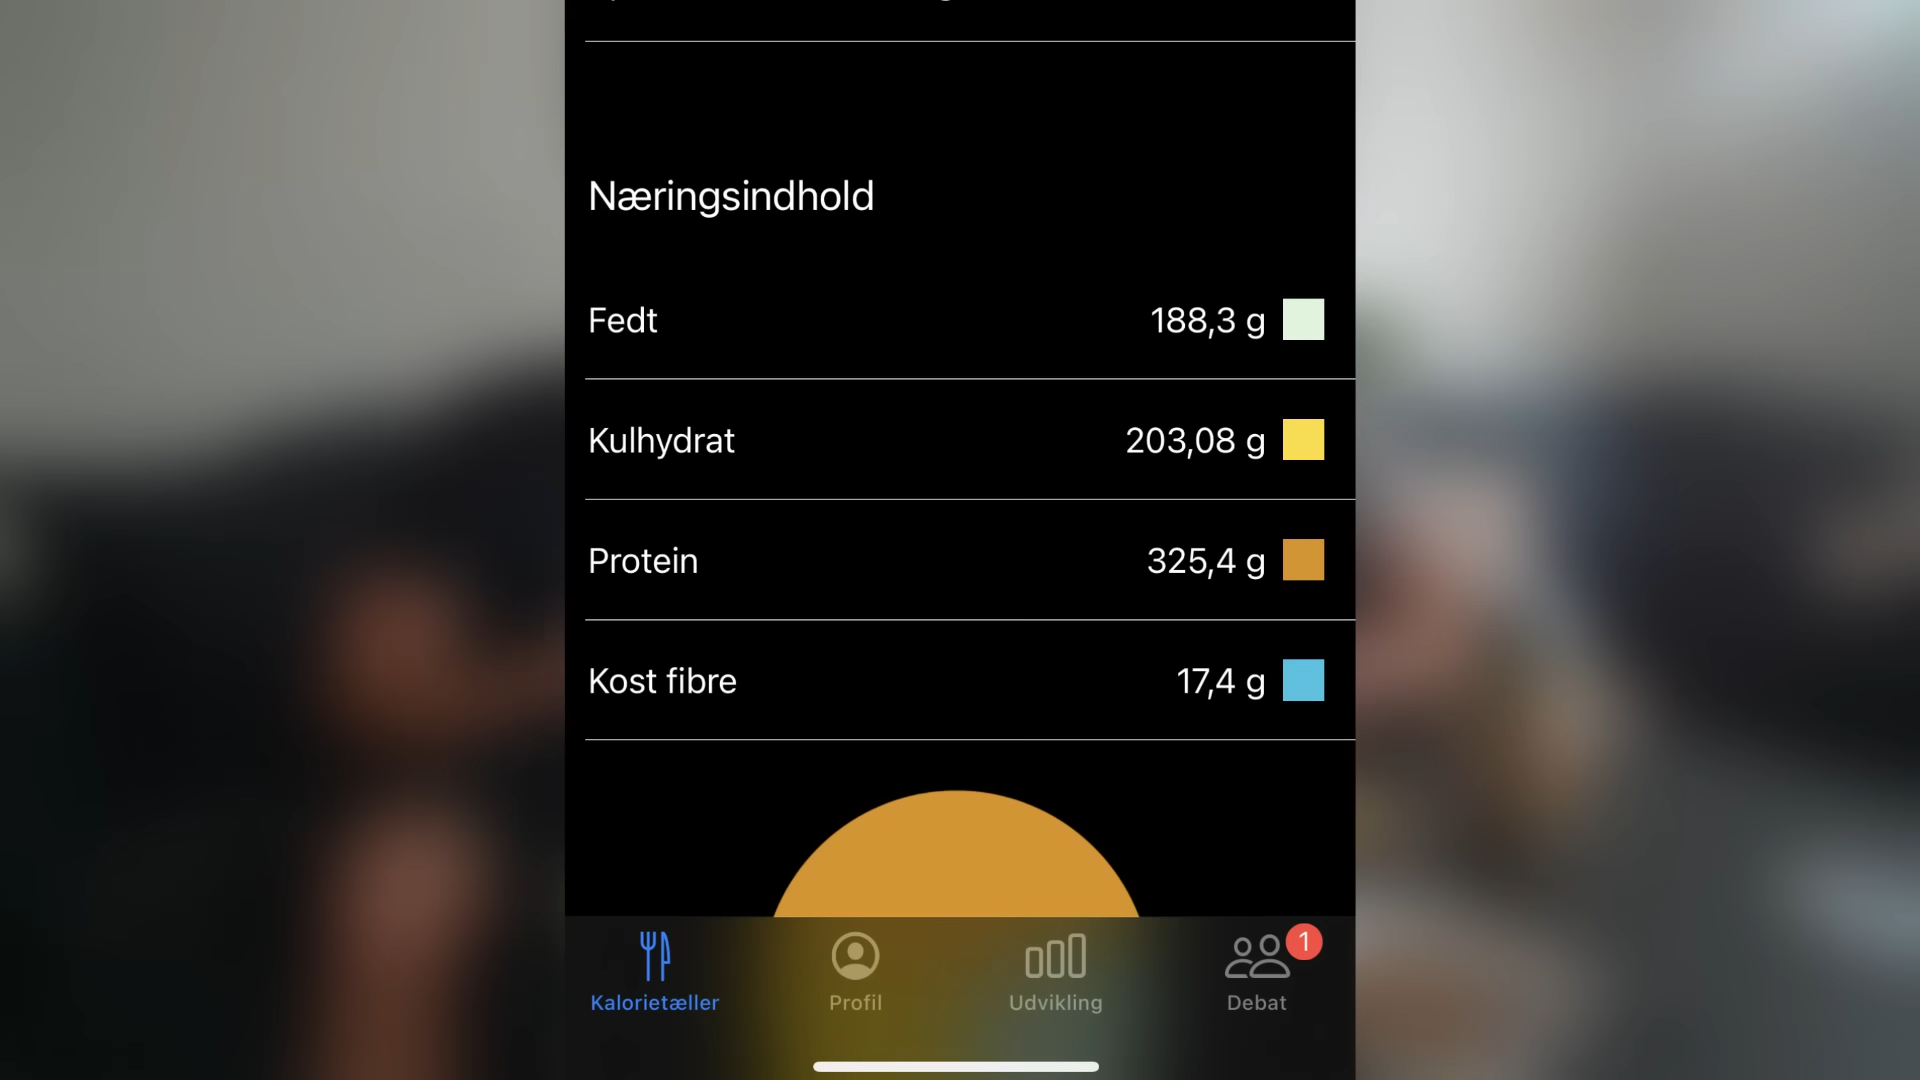 Næringsindhold
Fedt 188,3 g
Kulhydrat 203,08 g
Protein 325,4 g
Kost fibre 17,4 g
1
Kalorietæller Profil Udvikling Debat